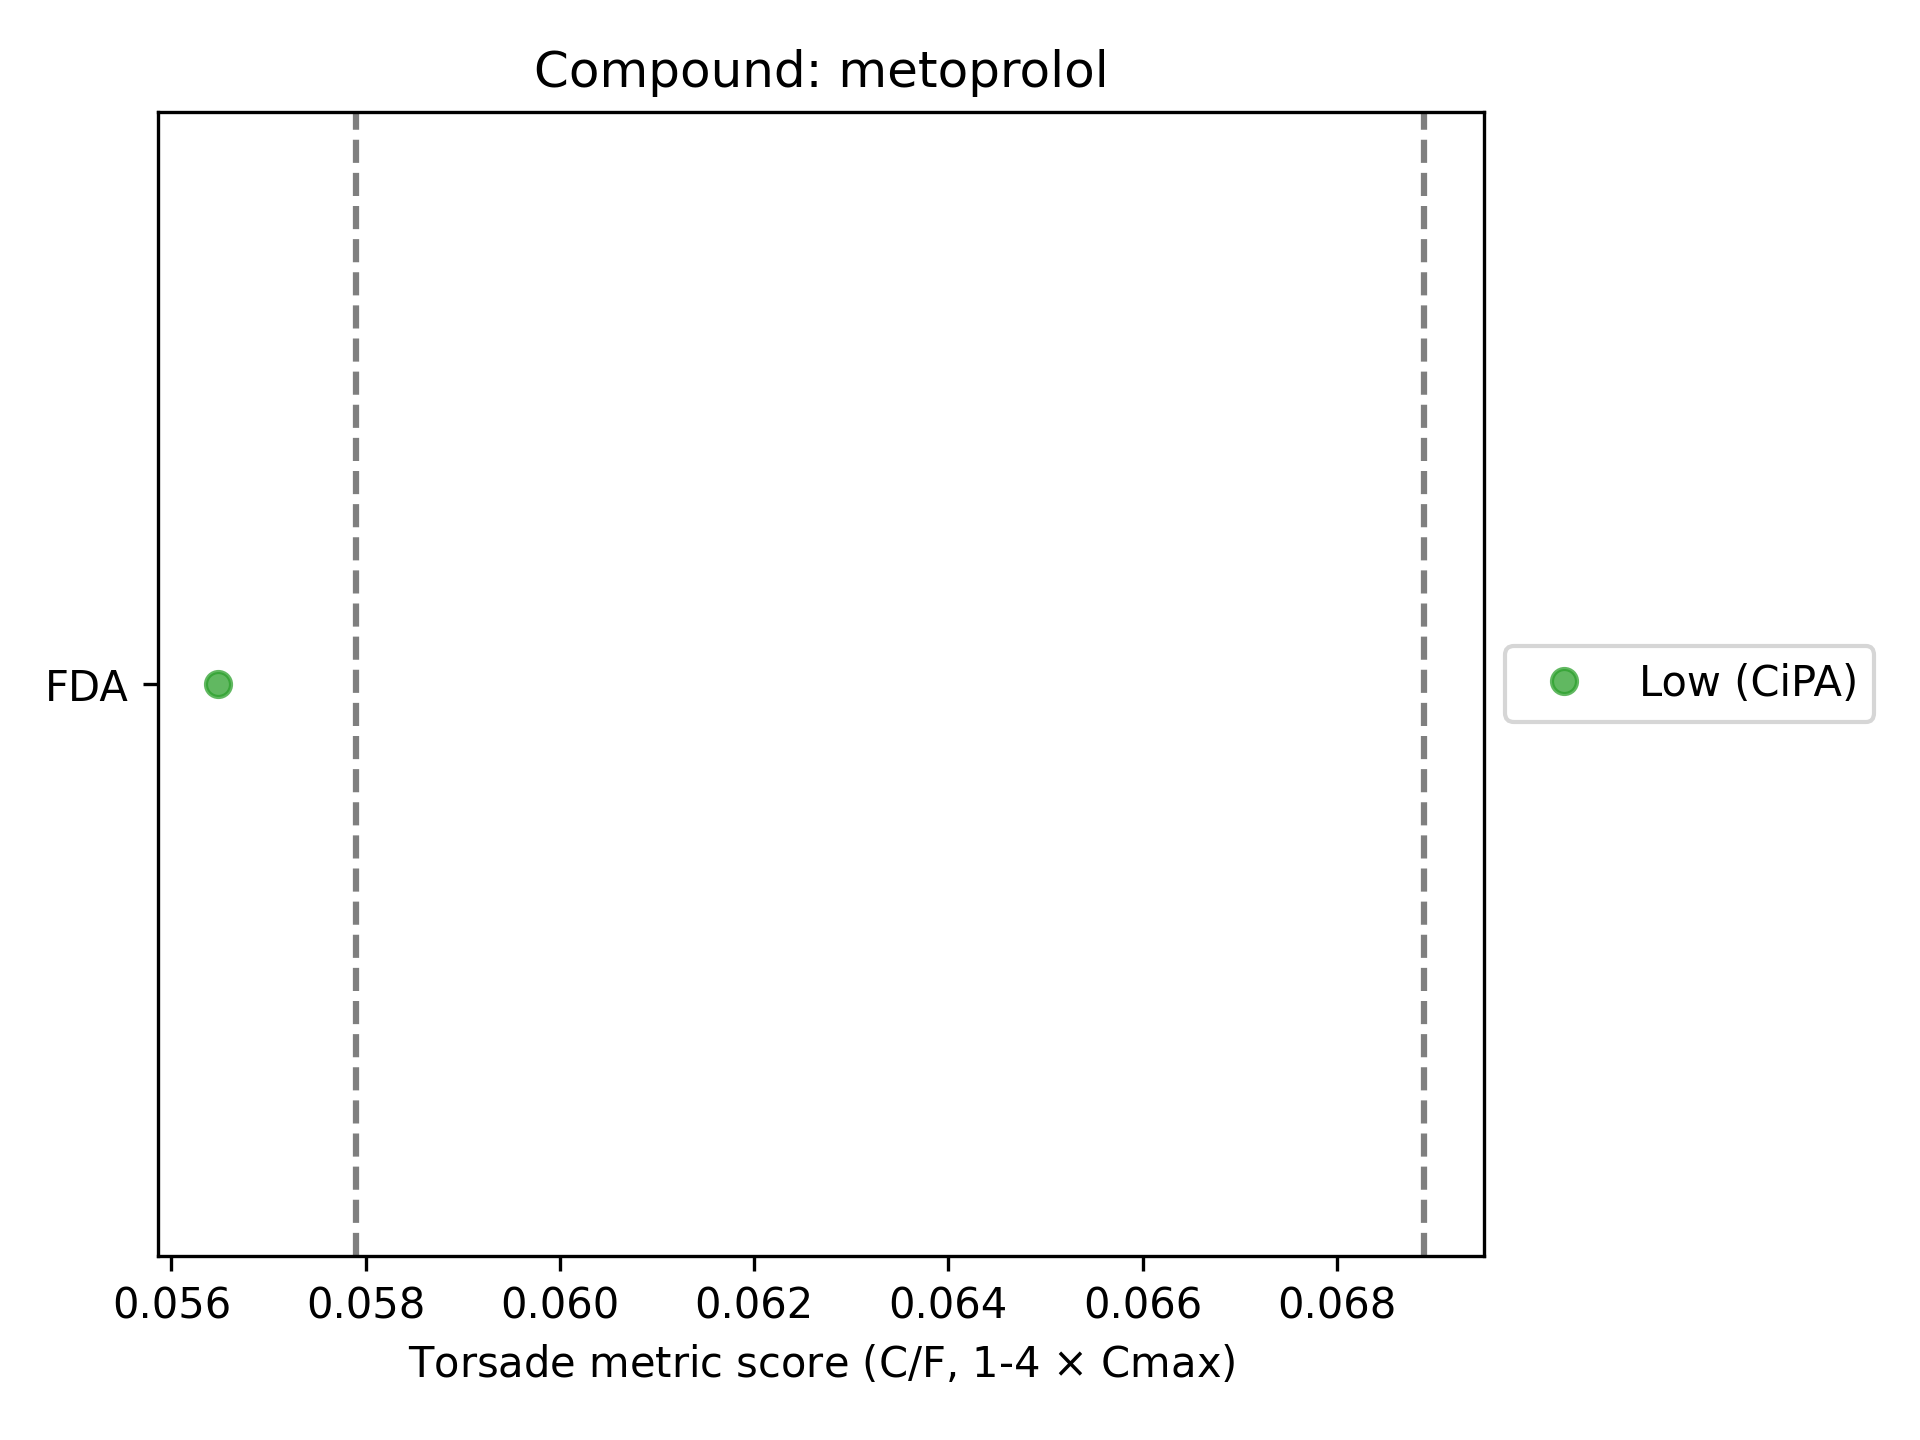 Compound: metoprolol
FDA
Low (CiPA)
0.056 0.058 0.060 0.062 0.064 0.066 0.068
Torsade metric score (C/F, 1-4 × Cmax)